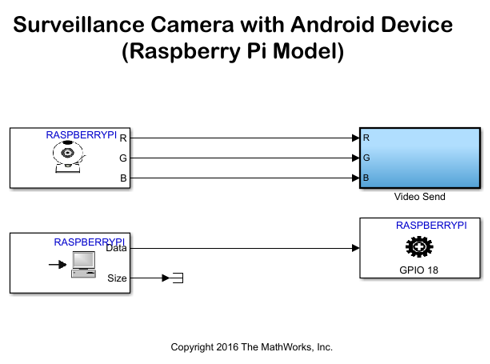 Surveillance Camera with Android Device
(Raspberry Pi Model)
RASPBERRYPI
R
G
B
R
G
B
Video Send
RASPBERRYPI
Data
Size
RASPBERRYPI
GPIO 18
Copyright 2016 The MathWorks, Inc.